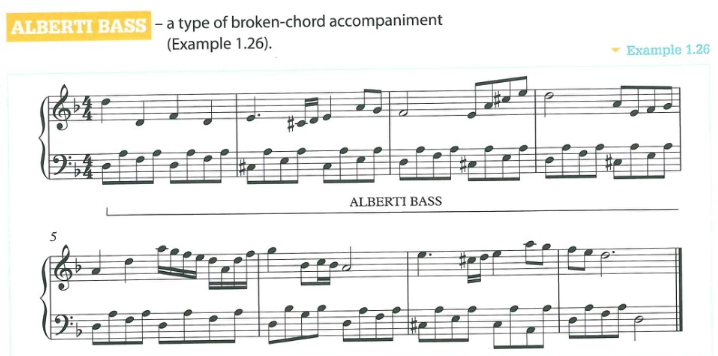 ALBERTI BASS – a type of broken-chord accompaniment
(Example 1.26).
Example 1.26
ALBERTI BASS
5